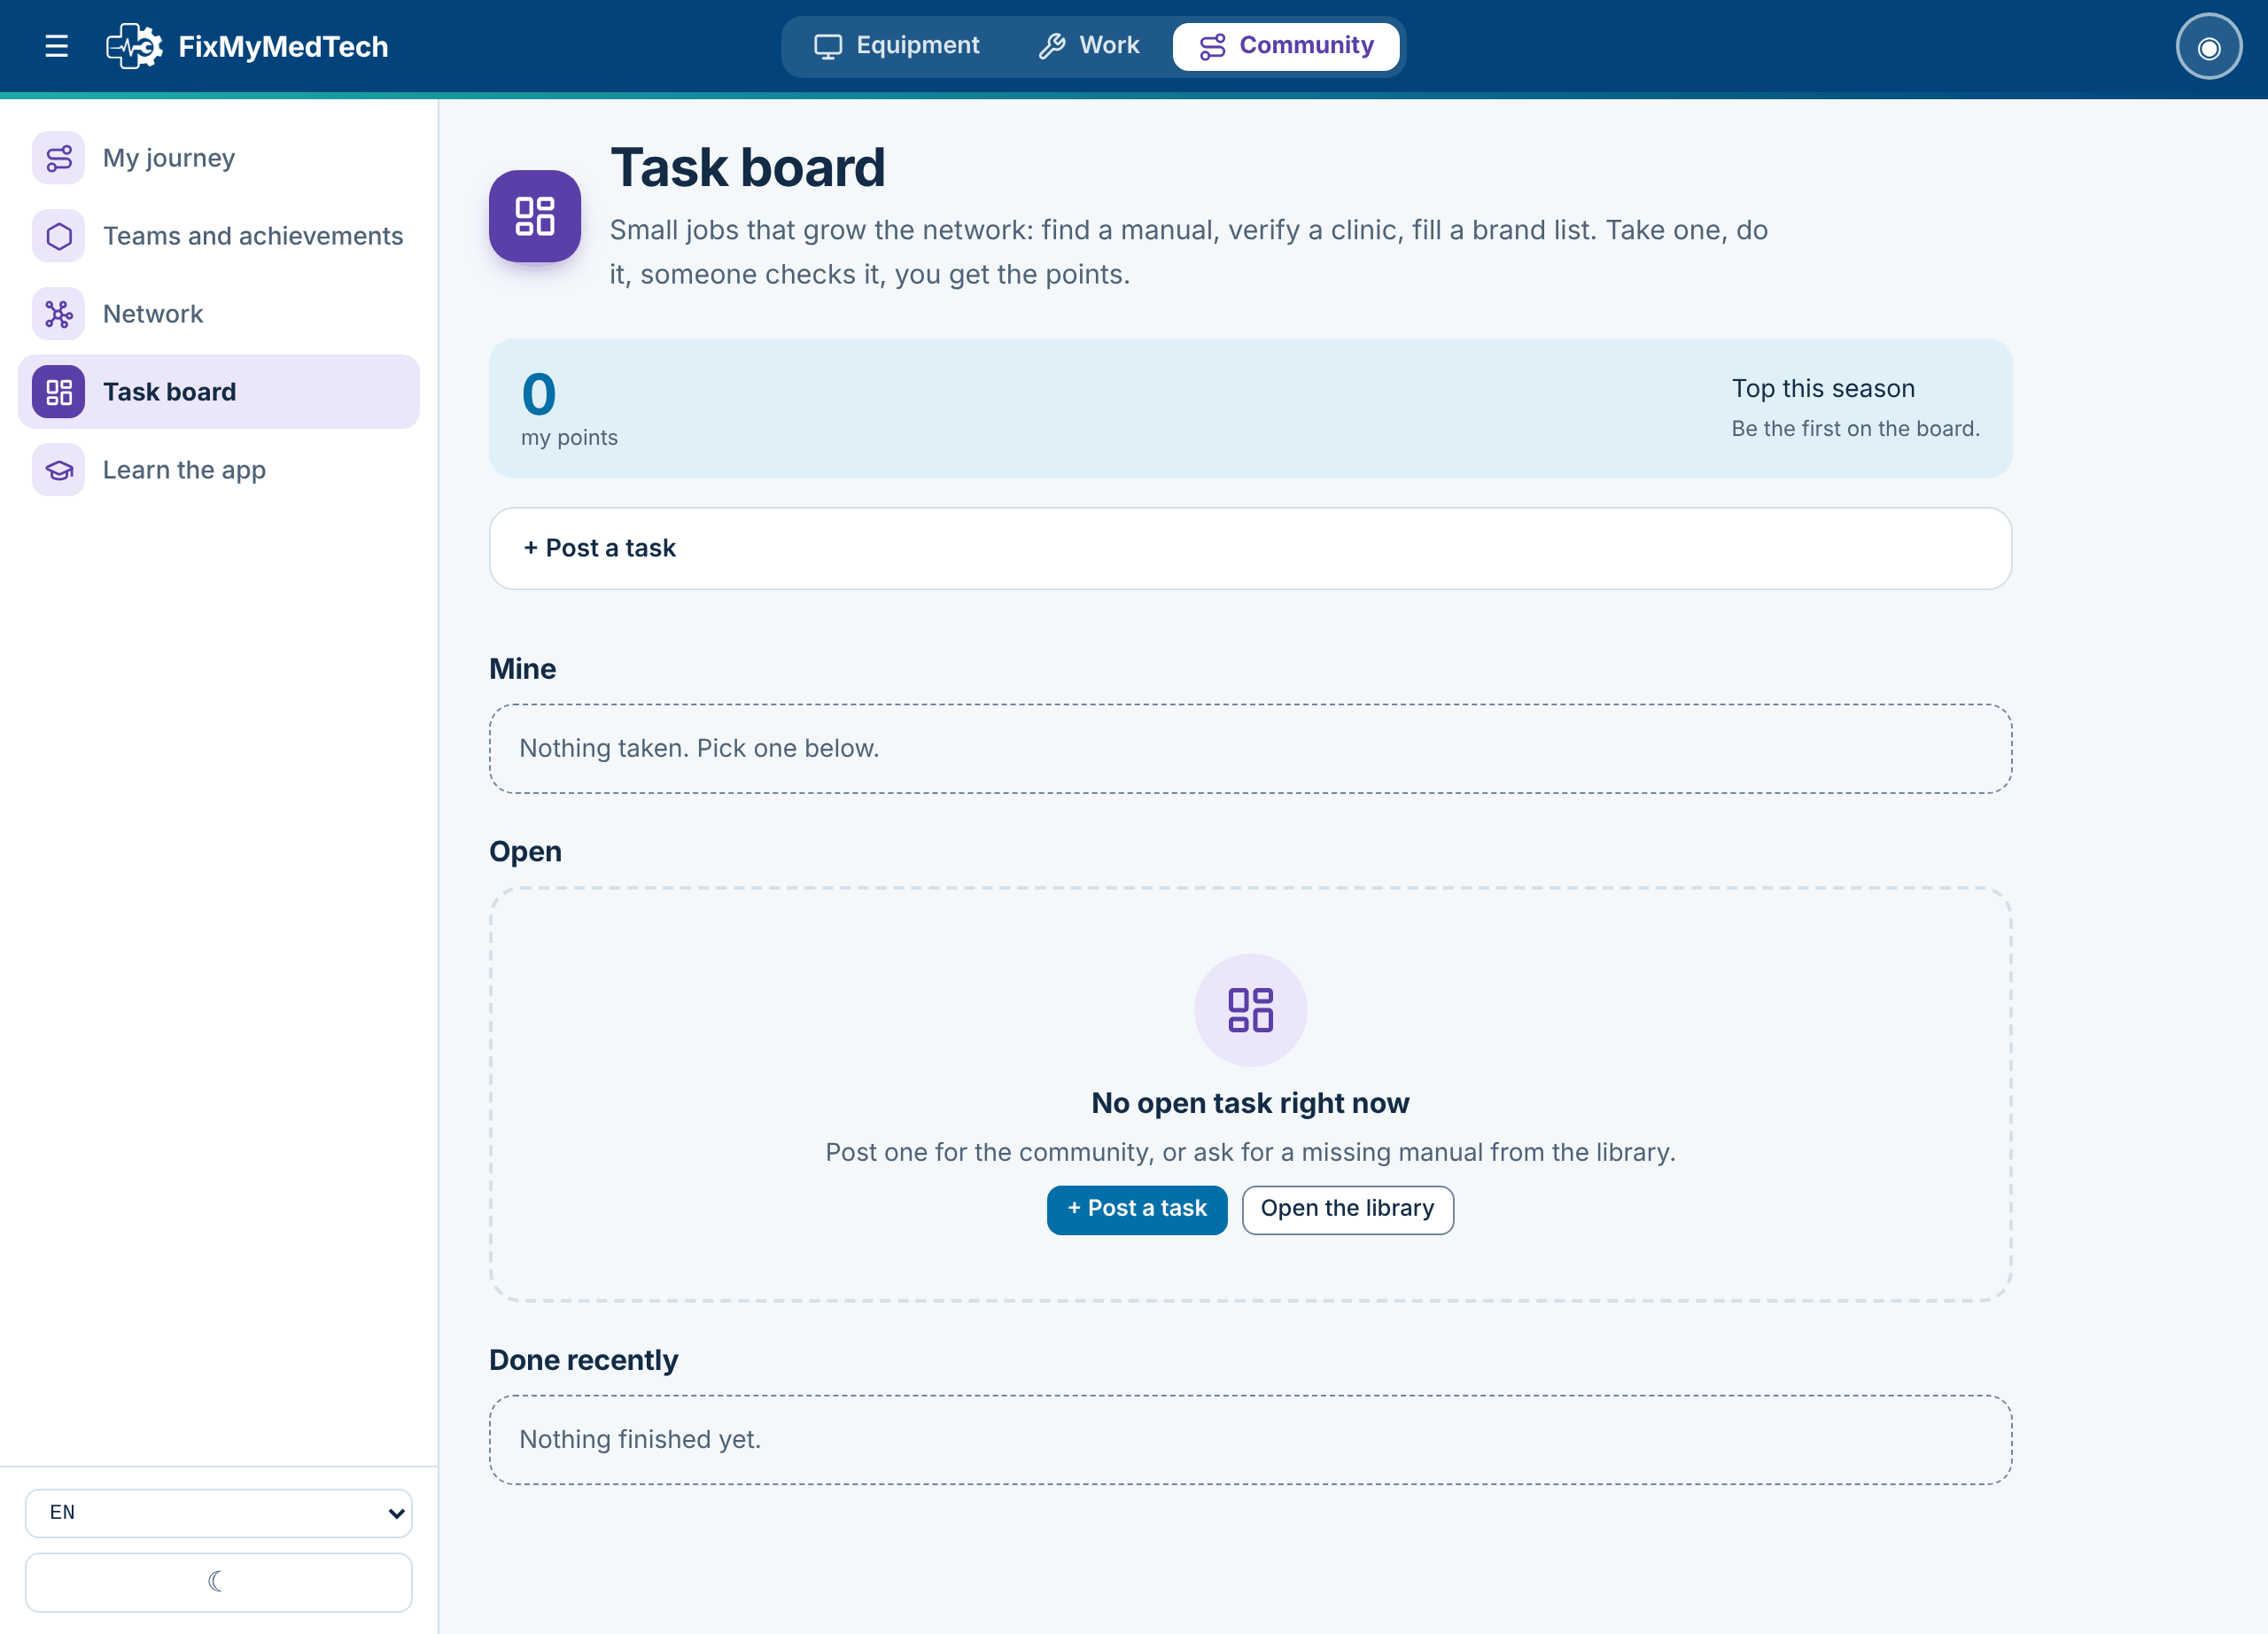 FixMyMedTech
Equipment
Work
Community
My journey
Teams and achievements
Network
Task board
Learn the app
EN
Task board
Small jobs that grow the network: find a manual, verify a clinic, fill a brand list. Take one, do
it, someone checks it, you get the points.
0
my points
Top this season
Be the first on the board.
+ Post a task
Mine
Nothing taken. Pick one below.
Open
No open task right now
Post one for the community, or ask for a missing manual from the library.
+ Post a task
Open the library
Done recently
Nothing finished yet.